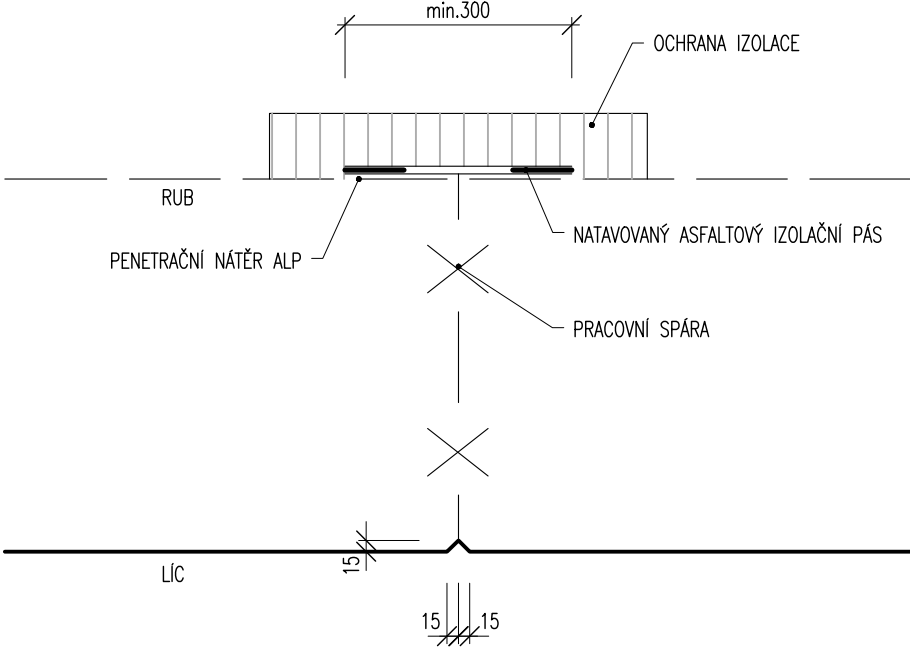 min.300
OCHRANA IZOLACE
RUB
NATAVOVANÝ ASFALTOVÝ IZOLAČNÍ PÁS
PENETRAČNÍ NÁTĚR ALP
PRACOVNÍ SPÁRA
15
LÍC
15 15